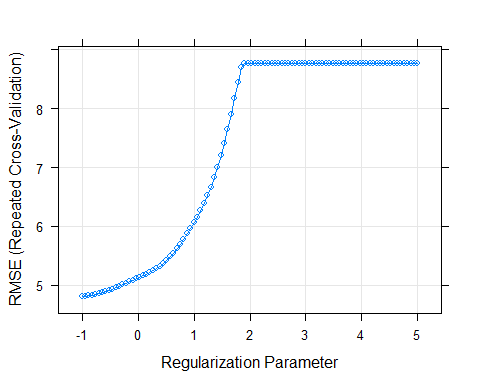 RMSE (Repeated Cross-Validation)
8
7
6
5
-1 0 1 2 3 4 5
Regularization Parameter